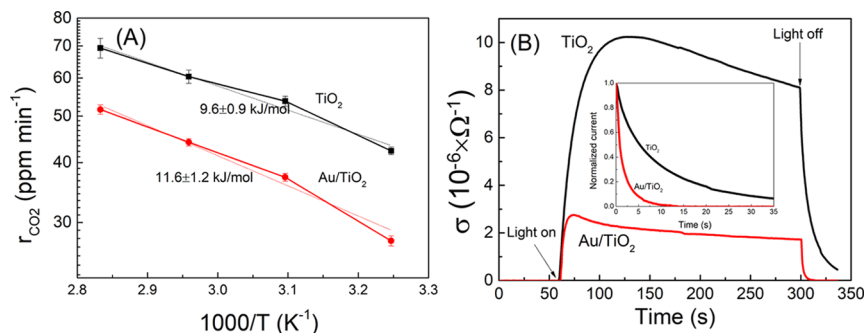 (A)
80
70
60
50
40
30
r_CO2 (ppm min⁻¹)
TiO₂
9.6±0.9 kJ/mol
Au/TiO₂
11.6±1.2 kJ/mol
2.8 2.9 3.0 3.1 3.2 3.3
1000/T (K⁻¹)
(B)
10
8
6
4
2
0
σ (10⁻⁶×Ω⁻¹)
TiO₂
Light off
Light on
Au/TiO₂
0 50 100 150 200 250 300 350
Time (s)
1.0
0.8
0.6
0.4
0.2
0.0
Normalized current
TiO₂
Au/TiO₂
0 5 10 15 20 25 30 35
Time (s)